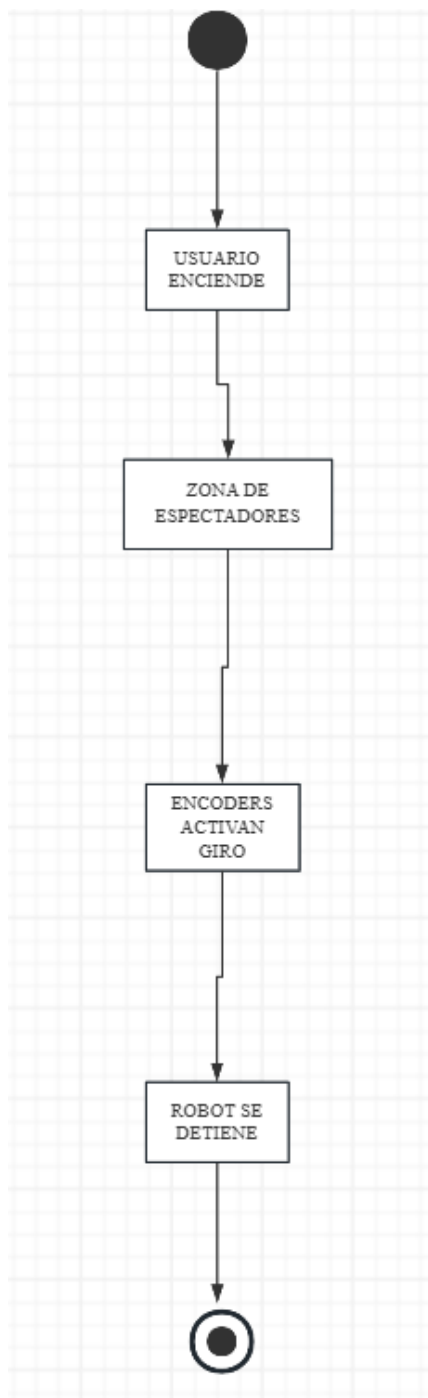 USUARIO
ENCIENDE
ZONA DE
ESPECTADORES
ENCODERS
ACTIVAN
GIRO
ROBOT SE
DETIENE